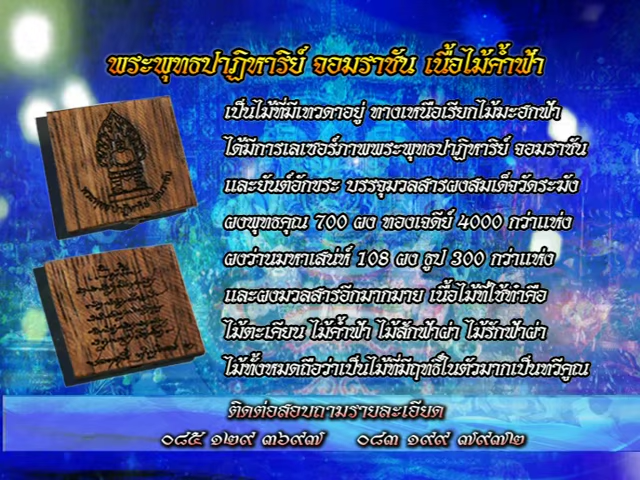 พระพุทธปาฏิหาริย์ จอมราชัน เนื้อไม้ค้ำฟ้า
เป็นไม้ที่มีเทวดาอยู่ ทางเหนือเรียกไม้มะฮกฟ้า
ได้มีการเลเซอร์ภาพพระพุทธปาฏิหาริย์ จอมราชัน
และยันต์อักขระ บรรจุมวลสารผงสมเด็จวัดระฆัง
ผงพุทธคุณ 700 ผง ทองเจดีย์ 4000 กว่าแห่ง
ผงว่านมหาเสน่ห์ 108 ผง ธูป 300 กว่าแห่ง
และผงมวลสารอีกมากมาย เนื้อไม้ที่ใช้ทำคือ
ไม้ตะเคียน ไม้ค้ำฟ้า ไม้สักฟ้าผ่า ไม้รักฟ้าผ่า
ไม้ทั้งหมดถือว่าเป็นไม้ที่มีฤทธิ์ในตัวมากเป็นทวีคูณ
ติดต่อสอบถามรายละเอียด
๐๘๕ ๑๒๙ ๓๖๙๗ ๐๘๓ ๑๙๙ ๗๙๗๒